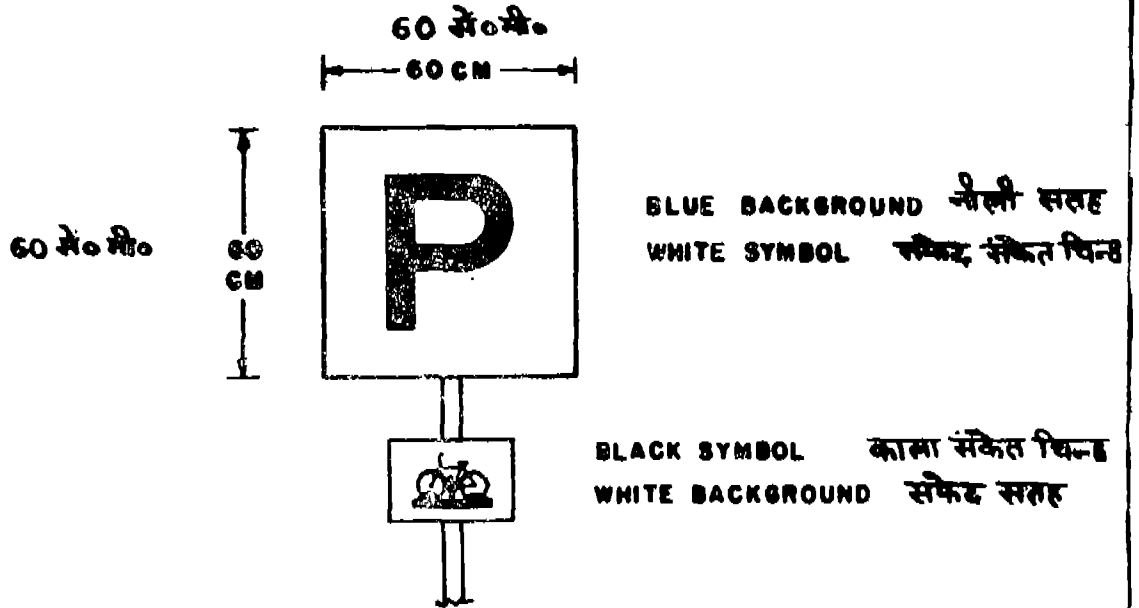 60 सें०मी०
60 CM
P
60 सें० मी०
60
CM
BLUE BACKGROUND नीली सतह
WHITE SYMBOL सफेद संकेत चिन्ह
BLACK SYMBOL काला संकेत चिन्ह
WHITE BACKGROUND सफेद सतह